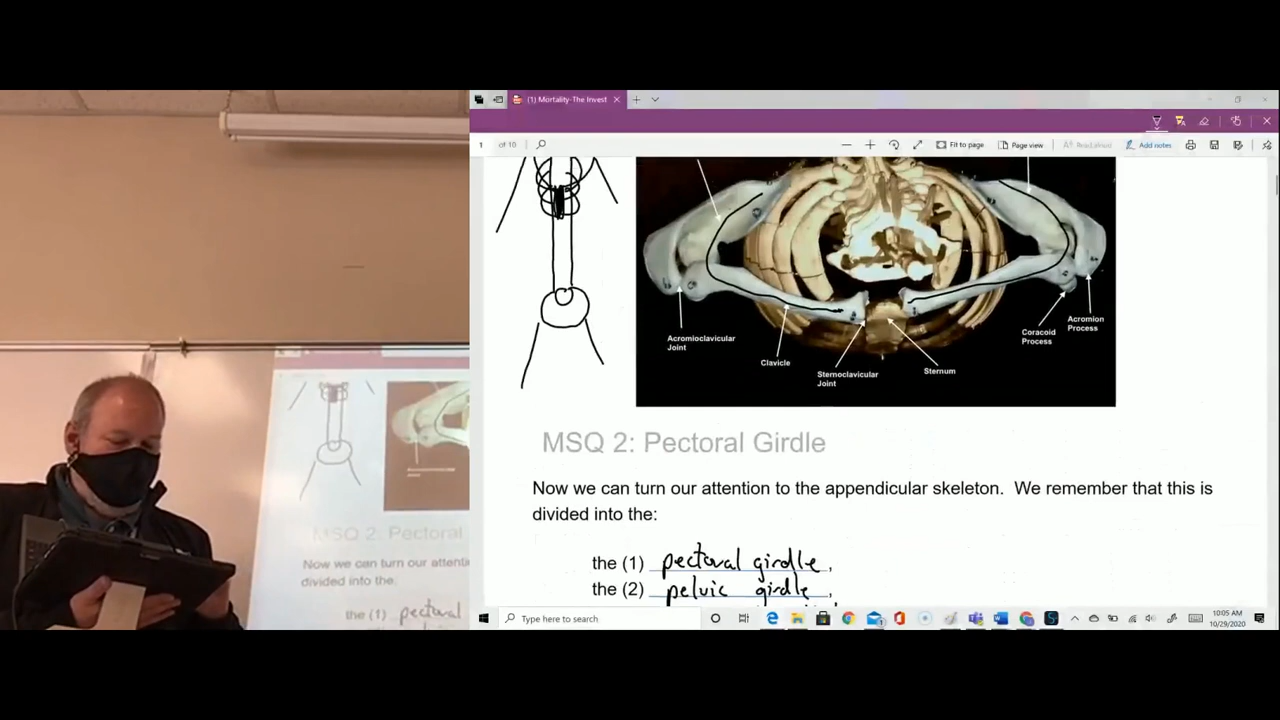 (1) Mortality-The Invest
1 of 10
Fit to page
Page view
Read aloud
Add notes
Acromioclavicular
Joint
Clavicle
Sternoclavicular
Joint
Sternum
Coracoid
Process
Acromion
Process
MSQ 2: Pectoral Girdle
Now we can turn our attention to the appendicular skeleton. We remember that this is
divided into the:
the (1) pectoral girdle,
the (2) pelvic girdle,
Type here to search
10:05 AM
10/29/2020
MSQ 2: Pectoral
Now we can turn our attenti
divided into the:
the (1) pectoral